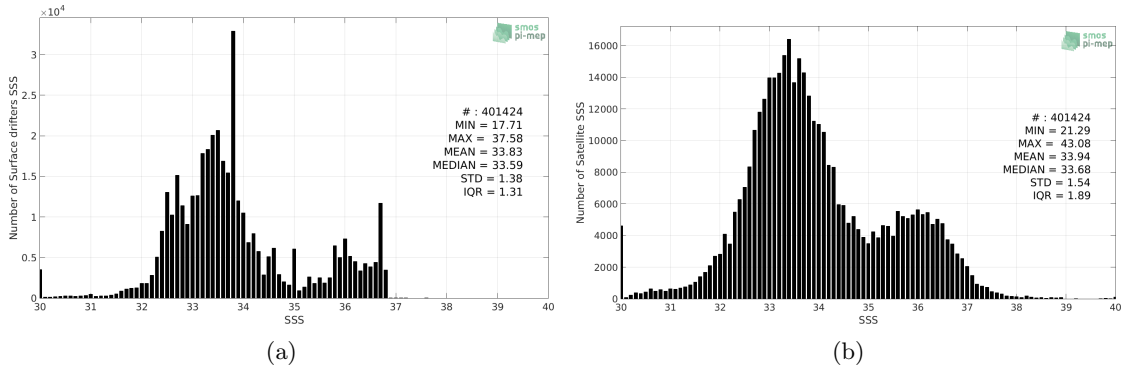 ×10⁴
smos
pi-mep
3
2.5
2
1.5
1
0.5
0
Number of Surface drifters SSS
# : 401424
MIN = 17.71
MAX = 37.58
MEAN = 33.83
MEDIAN = 33.59
STD = 1.38
IQR = 1.31
30 31 32 33 34 35 36 37 38 39 40
SSS
(a)
smos
pi-mep
16000
14000
12000
10000
8000
6000
4000
2000
0
Number of Satellite SSS
# : 401424
MIN = 21.29
MAX = 43.08
MEAN = 33.94
MEDIAN = 33.68
STD = 1.54
IQR = 1.89
30 31 32 33 34 35 36 37 38 39 40
SSS
(b)